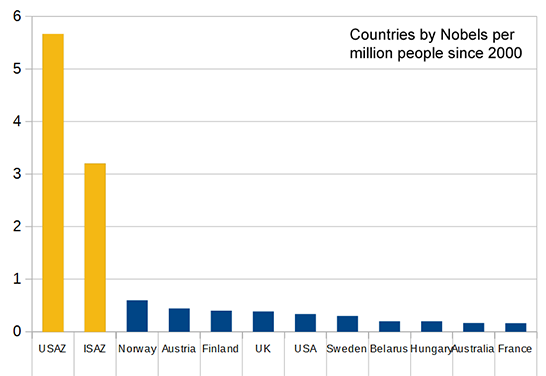 6
Countries by Nobels per
million people since 2000
5
4
3
2
1
0
USAZ ISAZ Norway Austria Finland UK USA Sweden Belarus Hungary Australia France